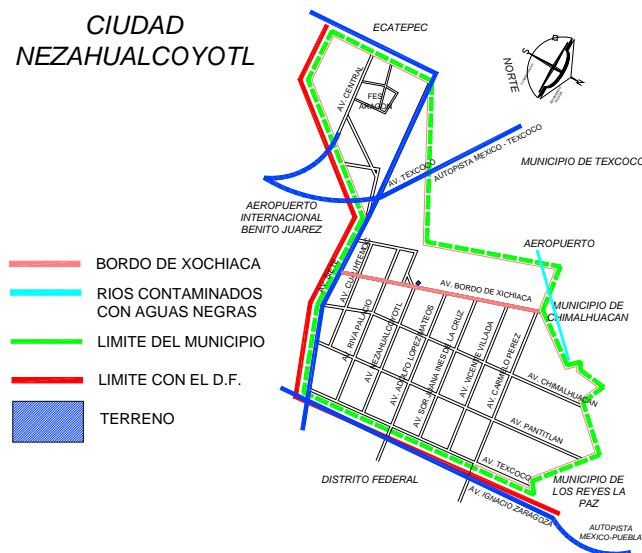 CIUDAD
NEZAHUALCOYOTL
ECATEPEC
NORTE
S
N
AV. CENTRAL
FES
ARAGON
AV. TEXCOCO
AUTOPISTA MEXICO - TEXCOCO
MUNICIPIO DE TEXCOCO
AEROPUERTO
INTERNACIONAL
BENITO JUAREZ
AEROPUERTO
BORDO DE XOCHIACA
RIOS CONTAMINADOS
CON AGUAS NEGRAS
LIMITE DEL MUNICIPIO
LIMITE CON EL D.F.
TERRENO
AV. CUAUHTEMOC
AV. BORDO DE XICHIACA
MUNICIPIO DE
CHIMALHUACAN
AV. RIVA PALACIO
AV. NEZAHUALCOYOTL
AV. ADOLFO LOPEZ MATEOS
AV. SOR JUANA INES DE LA CRUZ
AV. VICENTE VILLADA
AV. CARMELO PEREZ
AV. CHIMALHUACAN
AV. PANTITLAN
AV. TEXCOCO
DISTRITO FEDERAL
AV. IGNACIO ZARAGOZA
MUNICIPIO DE
LOS REYES LA
PAZ
AUTOPISTA
MEXICO-PUEBLA